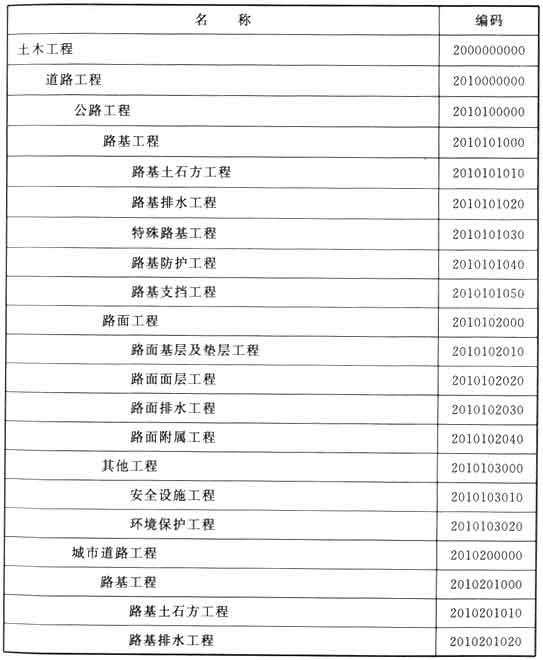 名 称 编码
土木工程 2000000000
道路工程 2010000000
公路工程 2010100000
路基工程 2010101000
路基土石方工程 2010101010
路基排水工程 2010101020
特殊路基工程 2010101030
路基防护工程 2010101040
路基支挡工程 2010101050
路面工程 2010102000
路面基层及垫层工程 2010102010
路面面层工程 2010102020
路面排水工程 2010102030
路面附属工程 2010102040
其他工程 2010103000
安全设施工程 2010103010
环境保护工程 2010103020
城市道路工程 2010200000
路基工程 2010201000
路基土石方工程 2010201010
路基排水工程 2010201020